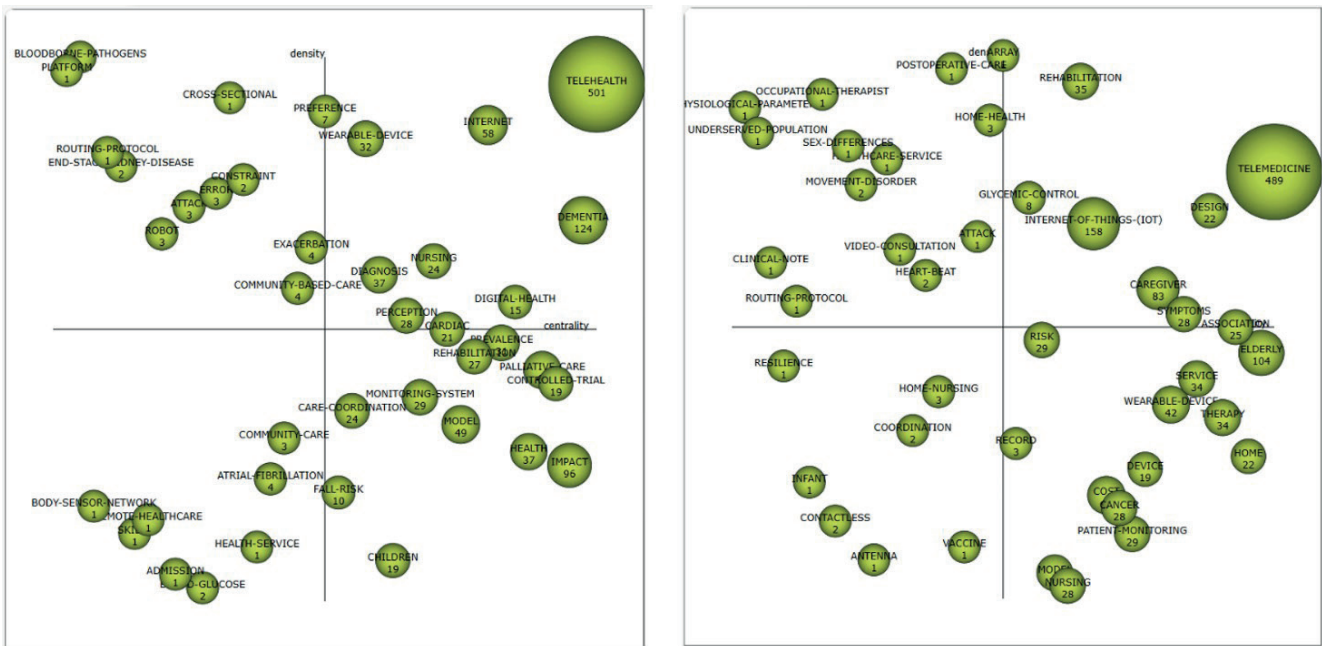 density
BLOODBORNE-PATHOGENS
PLATFORM
1
TELEHEALTH
501
CROSS-SECTIONAL
1
PREFERENCE
7
INTERNET
58
WEARABLE-DEVICE
32
ROUTING-PROTOCOL
1
2
CONSTRAINT
2
ERROR
3
3
ROBOT
3
DEMENTIA
124
EXACERBATION
4
NURSING
24
DIAGNOSIS
37
COMMUNITY-BASED-CARE
4
DIGITAL-HEALTH
15
PERCEPTION
28
CARDIAC
21
centrality
PREVALENCE
REHABILITATION
27
PALLIATIVE-CARE
CONTROLLED-TRIAL
19
MONITORING-SYSTEM
29
CARE-COORDINATION
24
MODEL
49
COMMUNITY-CARE
3
HEALTH
37
IMPACT
96
ATRIAL-FIBRILLATION
4
FALL-RISK
10
BODY-SENSOR-NETWORK
1
1
1
HEALTH-SERVICE
1
CHILDREN
19
ADMISSION
1
2
ARRAY
POSTOPERATIVE-CARE
1
REHABILITATION
35
OCCUPATIONAL-THERAPIST
1
1
HOME-HEALTH
3
UNDERSERVED-POPULATION
1
SEX-DIFFERENCES
1
1
TELEMEDICINE
489
MOVEMENT-DISORDER
2
GLYCEMIC-CONTROL
8
DESIGN
22
INTERNET-OF-THINGS-(IOT)
158
ATTACK
1
VIDEO-CONSULTATION
1
CLINICAL-NOTE
1
HEART-BEAT
2
CAREGIVER
83
ROUTING-PROTOCOL
1
SYMPTOMS
28
ASSOCIATION
25
RISK
29
ELDERLY
104
RESILIENCE
1
SERVICE
34
HOME-NURSING
3
WEARABLE-DEVICE
42
THERAPY
34
COORDINATION
2
RECORD
3
HOME
22
DEVICE
19
INFANT
1
COST
CANCER
28
CONTACTLESS
2
PATIENT-MONITORING
29
VACCINE
1
ANTENNA
1
NURSING
28